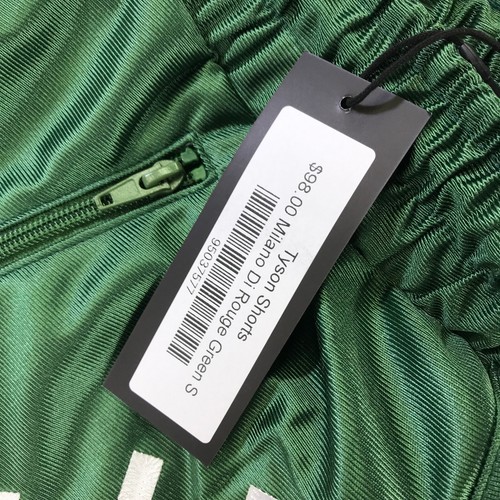 Tyson Shorts
$98.00 Milano Di Rouge Green S
95037577